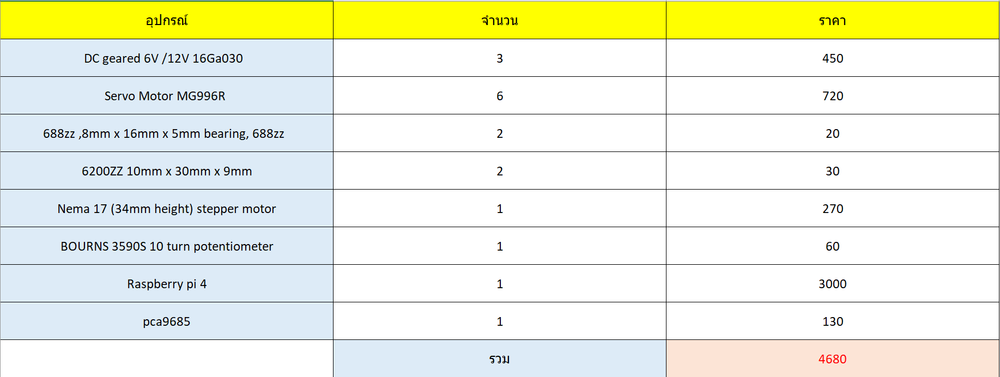 อุปกรณ์ จำนวน ราคา
DC geared 6V /12V 16Ga030 3 450
Servo Motor MG996R 6 720
688zz ,8mm x 16mm x 5mm bearing, 688zz 2 20
6200ZZ 10mm x 30mm x 9mm 2 30
Nema 17 (34mm height) stepper motor 1 270
BOURNS 3590S 10 turn potentiometer 1 60
Raspberry pi 4 1 3000
pca9685 1 130
รวม 4680